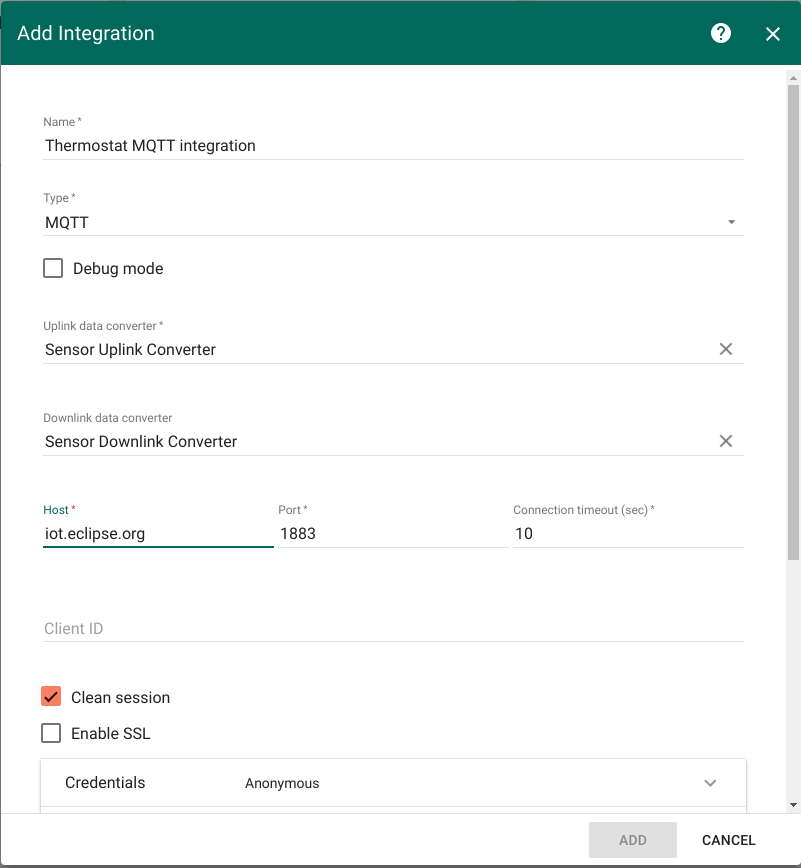 Add Integration
?
Name *
Thermostat MQTT integration
Type *
MQTT
Debug mode
Uplink data converter *
Sensor Uplink Converter
Downlink data converter
Sensor Downlink Converter
Host * Port * Connection timeout (sec) *
iot.eclipse.org 1883 10
Client ID
Clean session
Enable SSL
Credentials Anonymous
ADD CANCEL